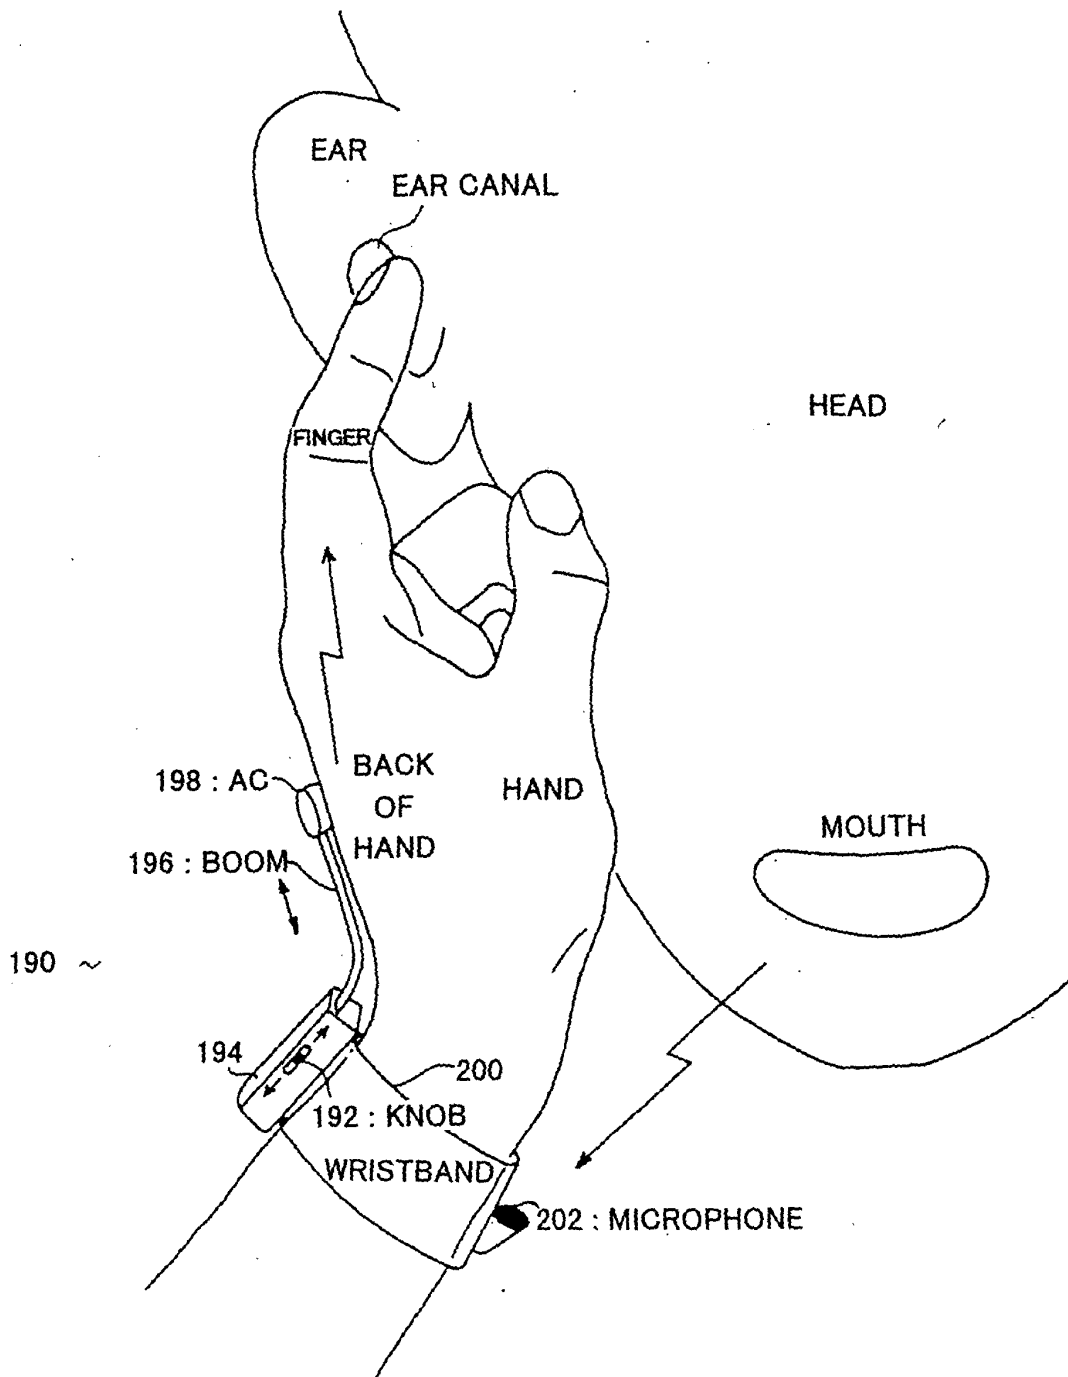 EAR
EAR CANAL
HEAD
FINGER
BACK
OF
HAND
HAND
198 : AC
MOUTH
196 : BOOM
190 ~
194
200
192 : KNOB
WRISTBAND
202 : MICROPHONE